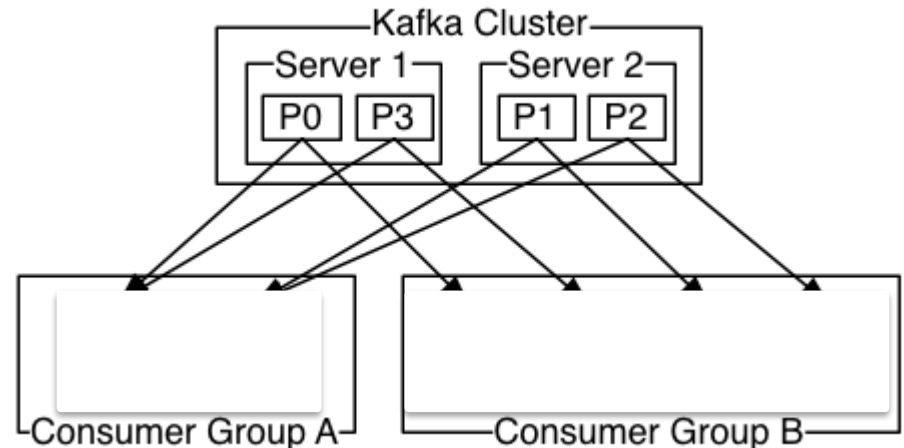 Kafka Cluster
Server 1 Server 2
P0 P3 P1 P2
Consumer Group A Consumer Group B